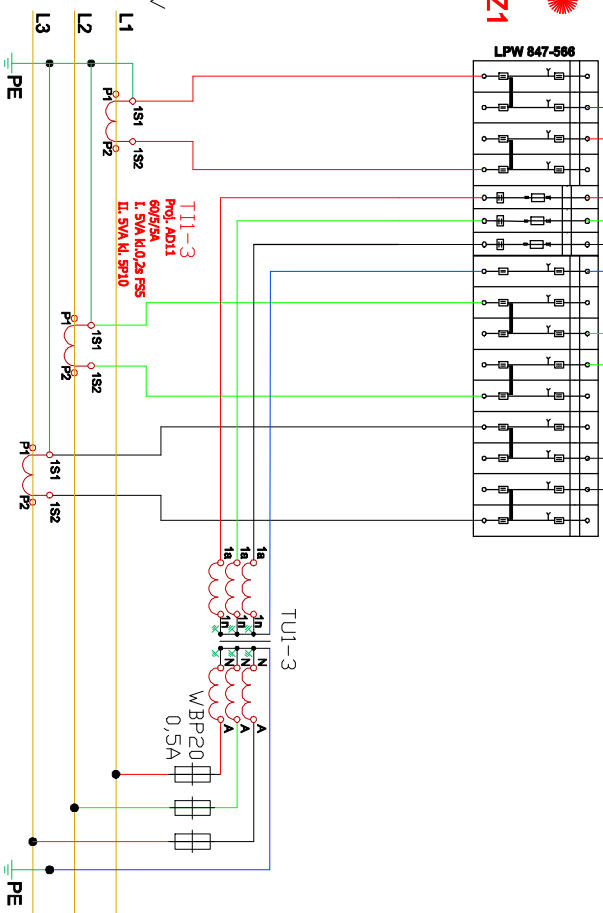 Z1
LPW 847-566
L3
L2
L1
PE
P1
1S1
1S2
P2
TI1-3
Proj. AD11
60/5/5A
I. 5VA kl.0,2s FS5
II. 5VA kl. 5P10
P1
1S1
1S2
P2
P1
1S1
1S2
P2
1a
1a
1a
1n
1n
1n
TU1-3
N
N
N
A
A
A
WBP20
0,5A
PE